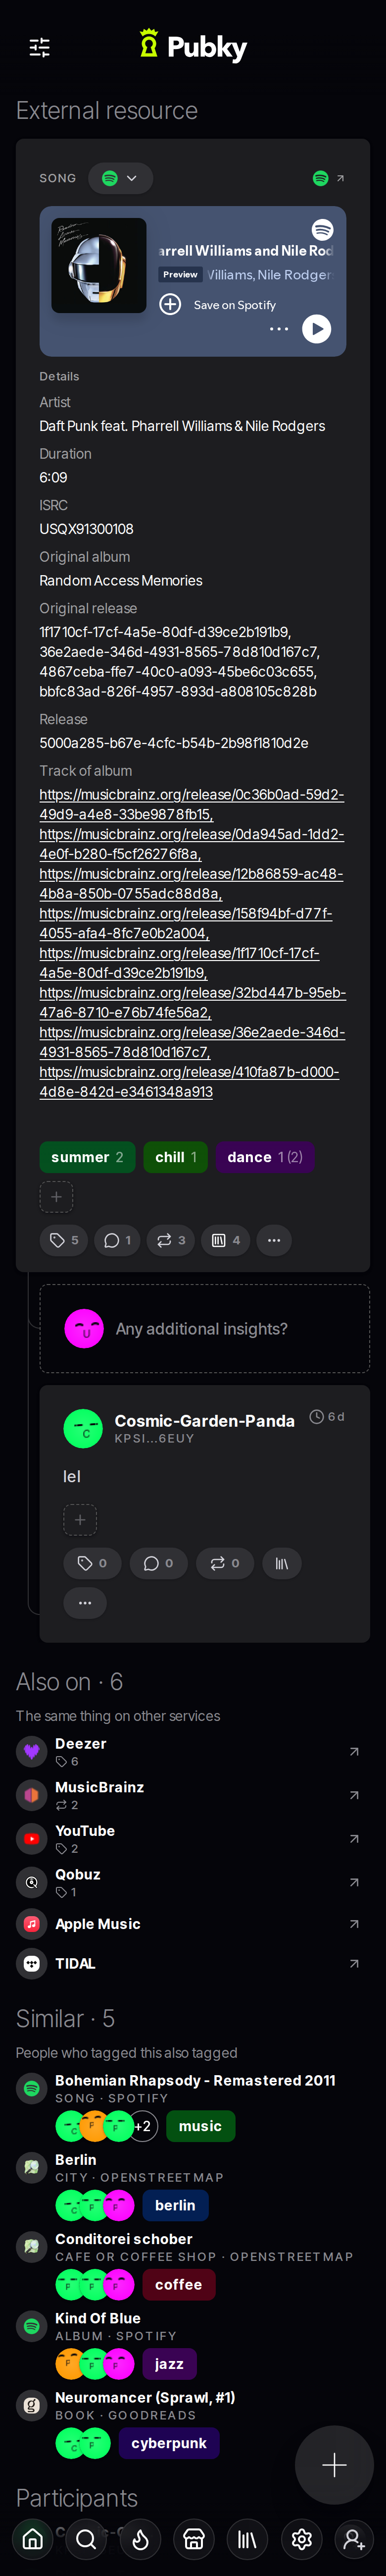 Pubky
External resource
SONG
Pharrell Williams and Nile Rod
Preview Williams, Nile Rodgers
Save on Spotify
Details
Artist
Daft Punk feat. Pharrell Williams & Nile Rodgers
Duration
6:09
ISRC
USQX91300108
Original album
Random Access Memories
Original release
1f1710cf-17cf-4a5e-80df-d39ce2b191b9,
36e2aede-346d-4931-8565-78d810d167c7,
4867ceba-ffe7-40c0-a093-45be6c03c655,
bbfc83ad-826f-4957-893d-a808105c828b
Release
5000a285-b67e-4cfc-b54b-2b98f1810d2e
Track of album
https://musicbrainz.org/release/0c36b0ad-59d2-
49d9-a4e8-33be9878fb15,
https://musicbrainz.org/release/0da945ad-1dd2-
4e0f-b280-f5cf26276f8a,
https://musicbrainz.org/release/12b86859-ac48-
4b8a-850b-0755adc88d8a,
https://musicbrainz.org/release/158f94bf-d77f-
4055-afa4-8fc7e0b2a004,
https://musicbrainz.org/release/1f1710cf-17cf-
4a5e-80df-d39ce2b191b9,
https://musicbrainz.org/release/32bd447b-95eb-
47a6-8710-e76b74fe56a2,
https://musicbrainz.org/release/36e2aede-346d-
4931-8565-78d810d167c7,
https://musicbrainz.org/release/410fa87b-d000-
4d8e-842d-e3461348a913
summer 2 chill 1 dance 1 (2)
5 1 3 4
Any additional insights?
Cosmic-Garden-Panda 6d
KPSI...6EUY
lel
0 0 0
Also on · 6
The same thing on other services
Deezer
6
MusicBrainz
2
YouTube
2
Qobuz
1
Apple Music
TIDAL
Similar · 5
People who tagged this also tagged
Bohemian Rhapsody - Remastered 2011
SONG · SPOTIFY
+2 music
Berlin
CITY · OPENSTREETMAP
berlin
Conditorei schober
CAFE OR COFFEE SHOP · OPENSTREETMAP
coffee
Kind Of Blue
ALBUM · SPOTIFY
jazz
Neuromancer (Sprawl, #1)
BOOK · GOODREADS
cyberpunk
Participants